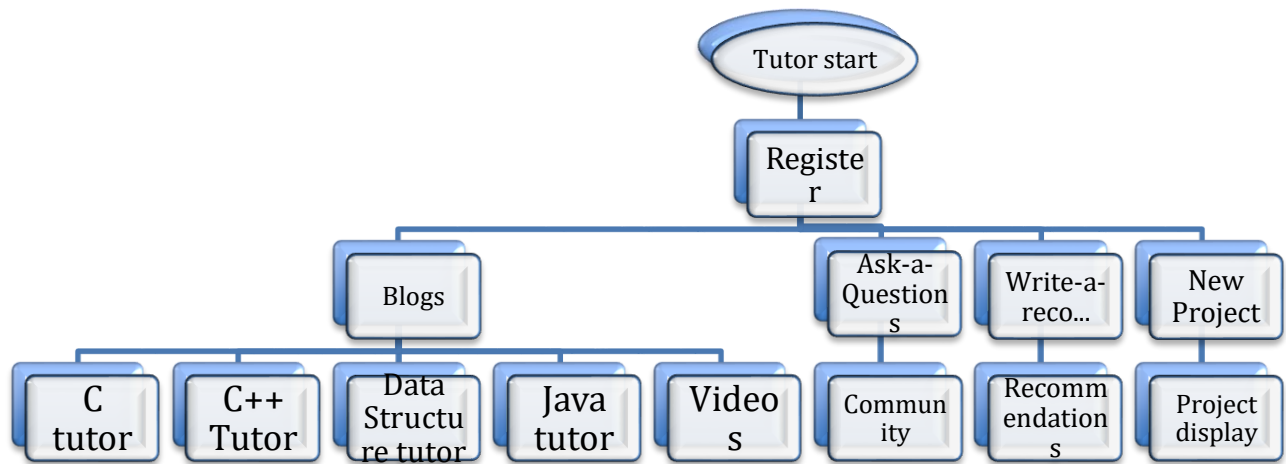 Tutor start
Registe
r
Blogs
Ask-a-
Question
s
Write-a-
reco...
New
Project
C
tutor
C++
Tutor
Data
Structu
re tutor
Java
tutor
Video
s
Commun
ity
Recomm
endation
s
Project
display